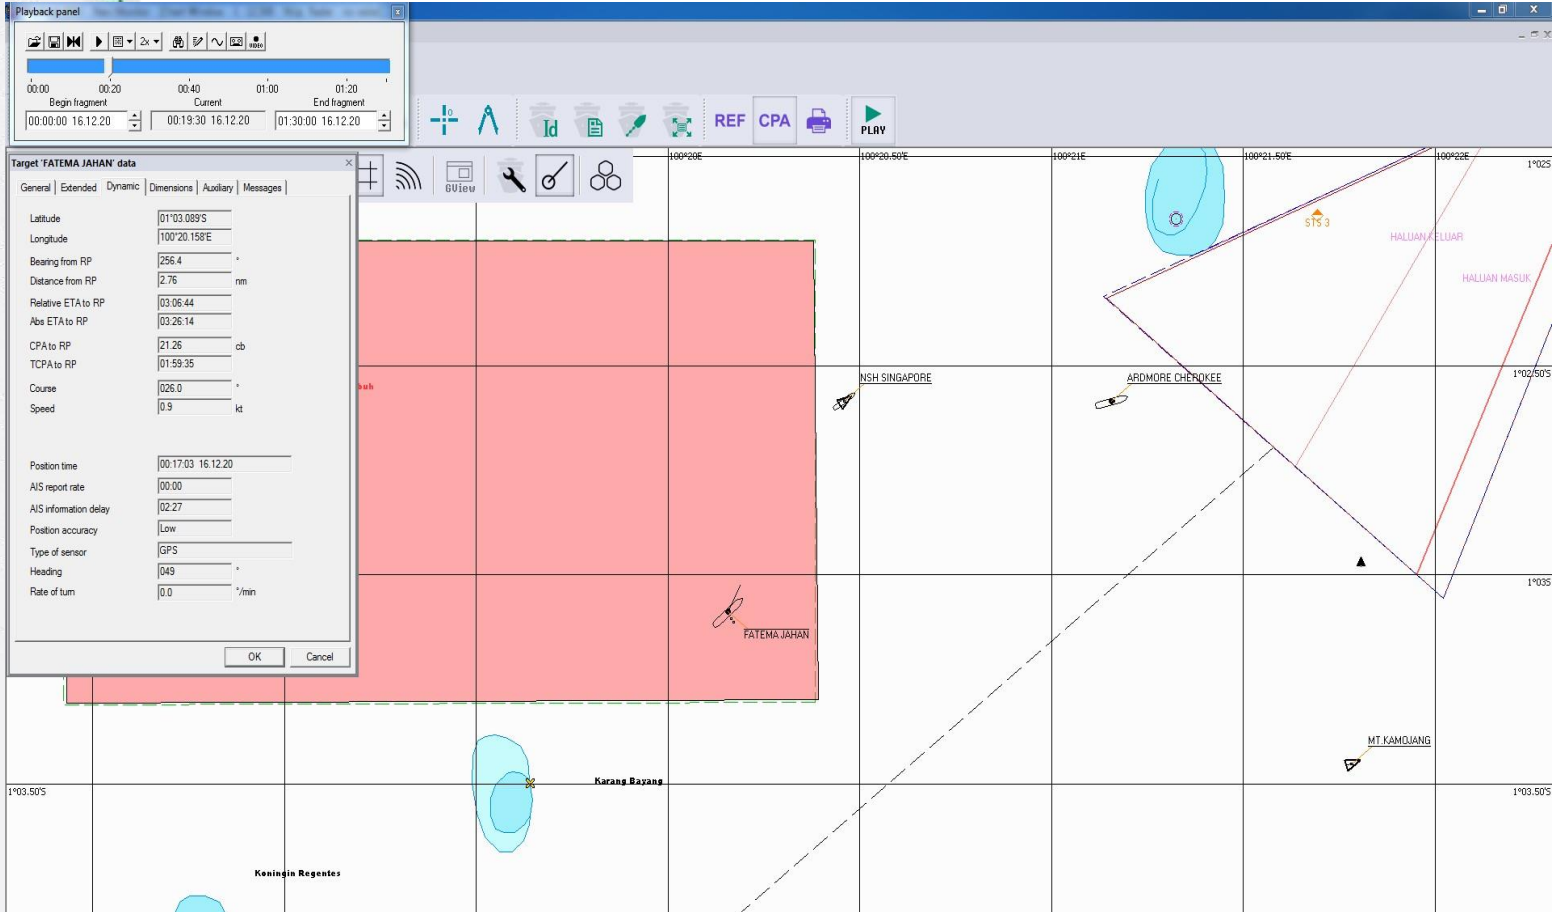 Playback panel
2x
VIDEO
00:00 00:20 00:40 01:00 01:20
Begin fragment Current End fragment
00:00:00 16.12.20 00:19:30 16.12.20 01:30:00 16.12.20
Id REF CPA PLAY
GView
Target 'FATEMA JAHAN' data
General Extended Dynamic Dimensions Auxiliary Messages
Latitude 01°03.089'S
Longitude 100°20.158'E
Bearing from RP 256.4 °
Distance from RP 2.76 nm
Relative ETA to RP 03:06:44
Abs ETA to RP 03:26:14
CPA to RP 21.26 cb
TCPA to RP 01:59:35
Course 026.0 °
Speed 0.9 kt
Position time 00:17:03 16.12.20
AIS report rate 00:00
AIS information delay 02:27
Position accuracy Low
Type of sensor GPS
Heading 049 °
Rate of turn 0.0 °/min
OK Cancel
100°20E 100°20.50'E 100°21E 100°21.50'E 100°22E
1°02S
STS 3
HALUAN KELUAR
HALUAN MASUK
NSH SINGAPORE
ARDMORE CHEROKEE
1°02.50'S
buh
1°03S
FATEMA JAHAN
MT.KAMOJANG
Karang Bayang
1°03.50'S 1°03.50'S
Koningin Regentes